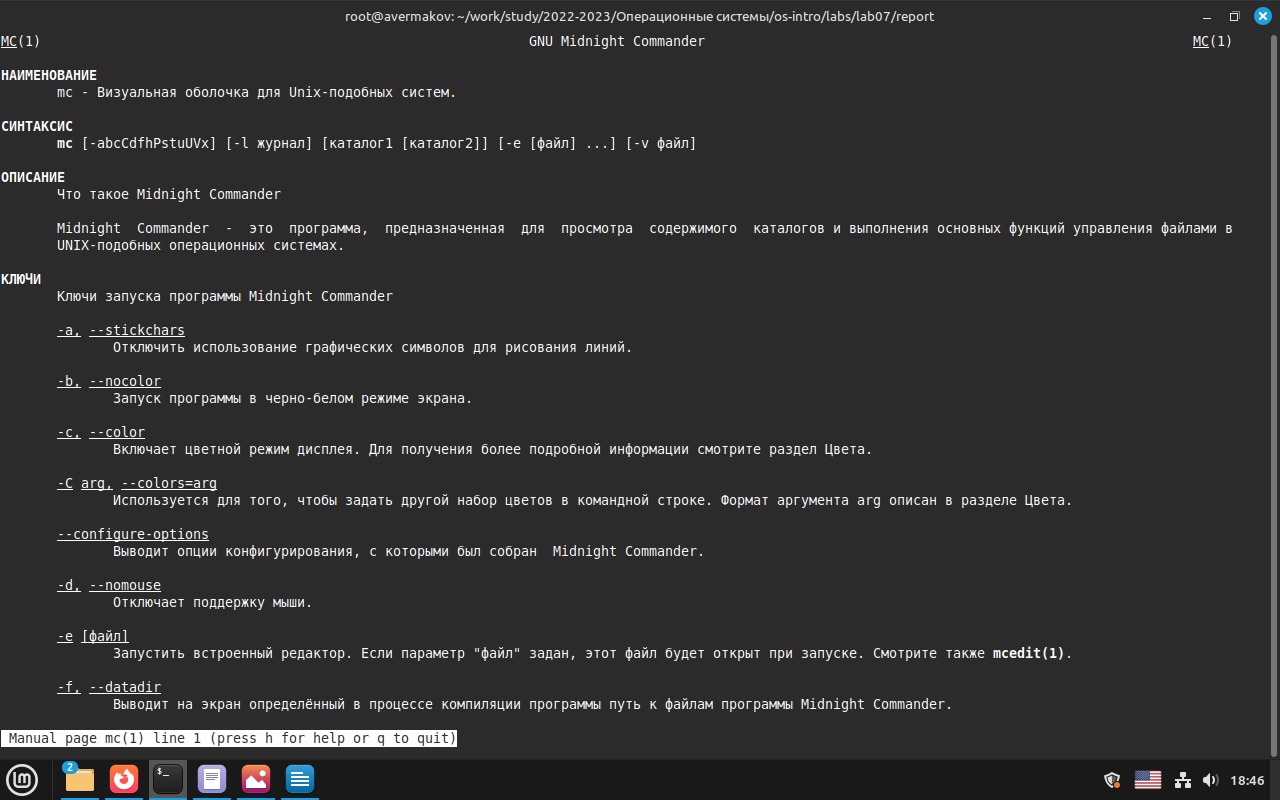 root@avermakov: ~/work/study/2022-2023/Операционные системы/os-intro/labs/lab07/report
MC(1) GNU Midnight Commander MC(1)
НАИМЕНОВАНИЕ
mc - Визуальная оболочка для Unix-подобных систем.
СИНТАКСИС
mc [-abcCdfhPstuUVx] [-l журнал] [каталог1 [каталог2]] [-e [файл] ...] [-v файл]
ОПИСАНИЕ
Что такое Midnight Commander
Midnight Commander - это программа, предназначенная для просмотра содержимого каталогов и выполнения основных функций управления файлами в
UNIX-подобных операционных системах.
КЛЮЧИ
Ключи запуска программы Midnight Commander
-a, --stickchars
Отключить использование графических символов для рисования линий.
-b, --nocolor
Запуск программы в черно-белом режиме экрана.
-c, --color
Включает цветной режим дисплея. Для получения более подробной информации смотрите раздел Цвета.
-C arg, --colors=arg
Используется для того, чтобы задать другой набор цветов в командной строке. Формат аргумента arg описан в разделе Цвета.
--configure-options
Выводит опции конфигурирования, с которыми был собран Midnight Commander.
-d, --nomouse
Отключает поддержку мыши.
-e [файл]
Запустить встроенный редактор. Если параметр "файл" задан, этот файл будет открыт при запуске. Смотрите также mcedit(1).
-f, --datadir
Выводит на экран определённый в процессе компиляции программы путь к файлам программы Midnight Commander.
Manual page mc(1) line 1 (press h for help or q to quit)
2
$_
18:46